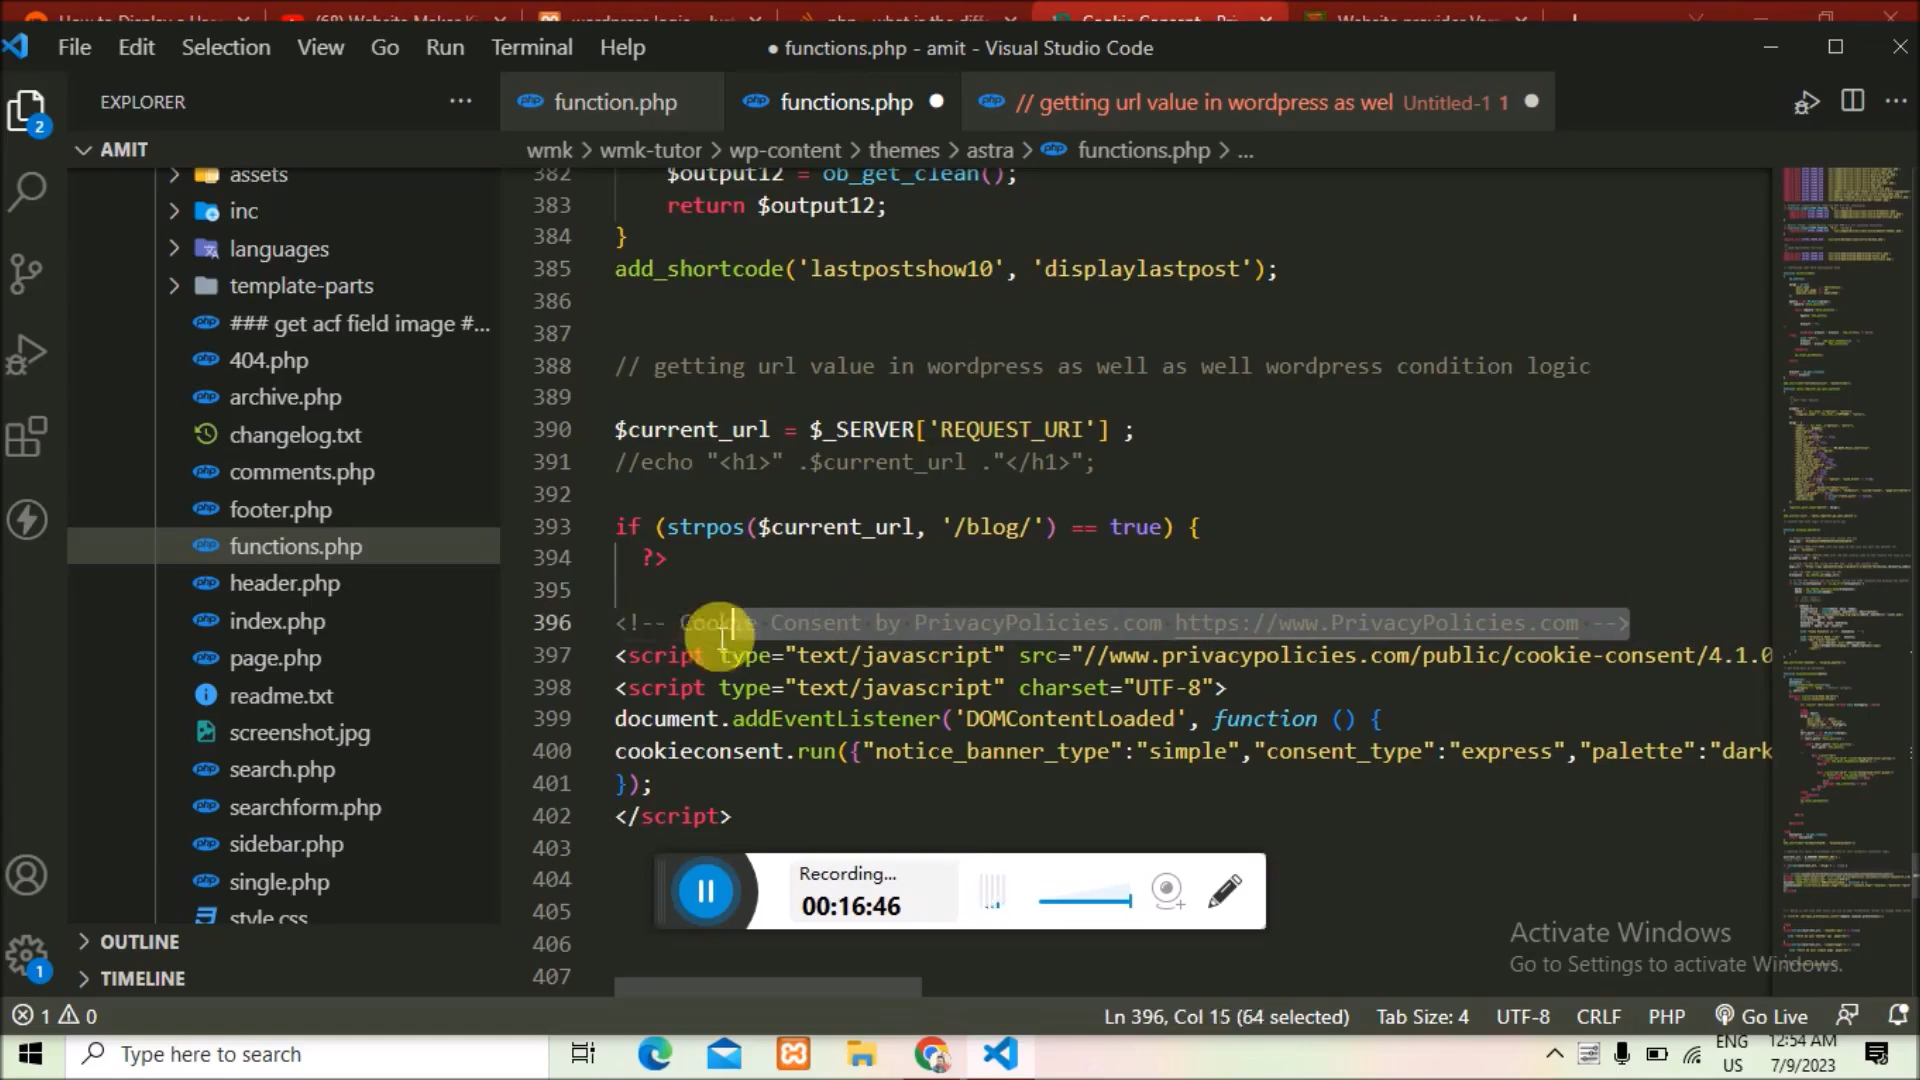 File Edit Selection View Go Run Terminal Help
● functions.php - amit - Visual Studio Code
EXPLORER
2
function.php
functions.php
// getting url value in wordpress as wel Untitled-1 1
AMIT
wmk > wmk-tutor > wp-content > themes > astra > functions.php > ...
assets
inc
languages
template-parts
### get acf field image #...
404.php
archive.php
changelog.txt
comments.php
footer.php
functions.php
header.php
index.php
page.php
readme.txt
screenshot.jpg
search.php
searchform.php
sidebar.php
single.php
style.css
OUTLINE
TIMELINE
1
382 $output12 = ob_get_clean();
383 return $output12;
384 }
385 add_shortcode('lastpostshow10', 'displaylastpost');
386
387
388 // getting url value in wordpress as well as well wordpress condition logic
389
390 $current_url = $_SERVER['REQUEST_URI'] ;
391 //echo "<h1>" .$current_url ."</h1>";
392
393 if (strpos($current_url, '/blog/') == true) {
394 ?>
395
396 <!-- Cookie Consent by PrivacyPolicies.com https://www.PrivacyPolicies.com -->
397 <script type="text/javascript" src="//www.privacypolicies.com/public/cookie-consent/4.1.0
398 <script type="text/javascript" charset="UTF-8">
399 document.addEventListener('DOMContentLoaded', function () {
400 cookieconsent.run({"notice_banner_type":"simple","consent_type":"express","palette":"dark
401 });
402 </script>
403
404
405
406
407
Recording...
00:16:46
Activate Windows
Go to Settings to activate Windows.
1 0
Ln 396, Col 15 (64 selected) Tab Size: 4 UTF-8 CRLF PHP Go Live
Type here to search
ENG
US
12:54 AM
7/9/2023